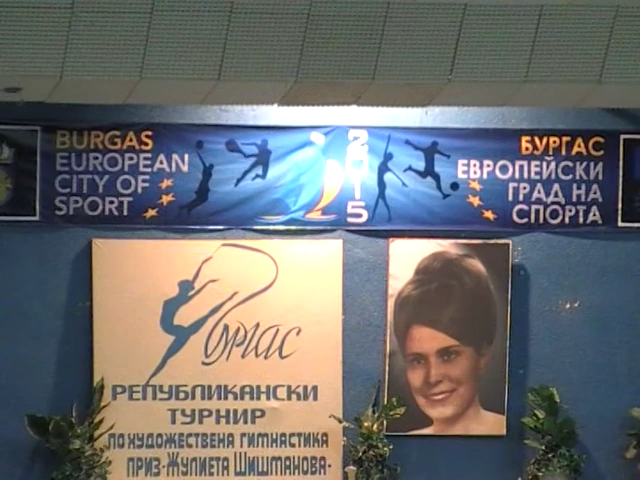 BURGAS
EUROPEAN
CITY OF
SPORT
2015
БУРГАС
ЕВРОПЕЙСКИ
ГРАД НА
СПОРТА
Бургас
РЕПУБЛИКАНСКИ
ТУРНИР
ПО ХУДОЖЕСТВЕНА ГИМНАСТИКА
ПРИЗ-ЖУЛИЕТА ШИШМАНОВА-